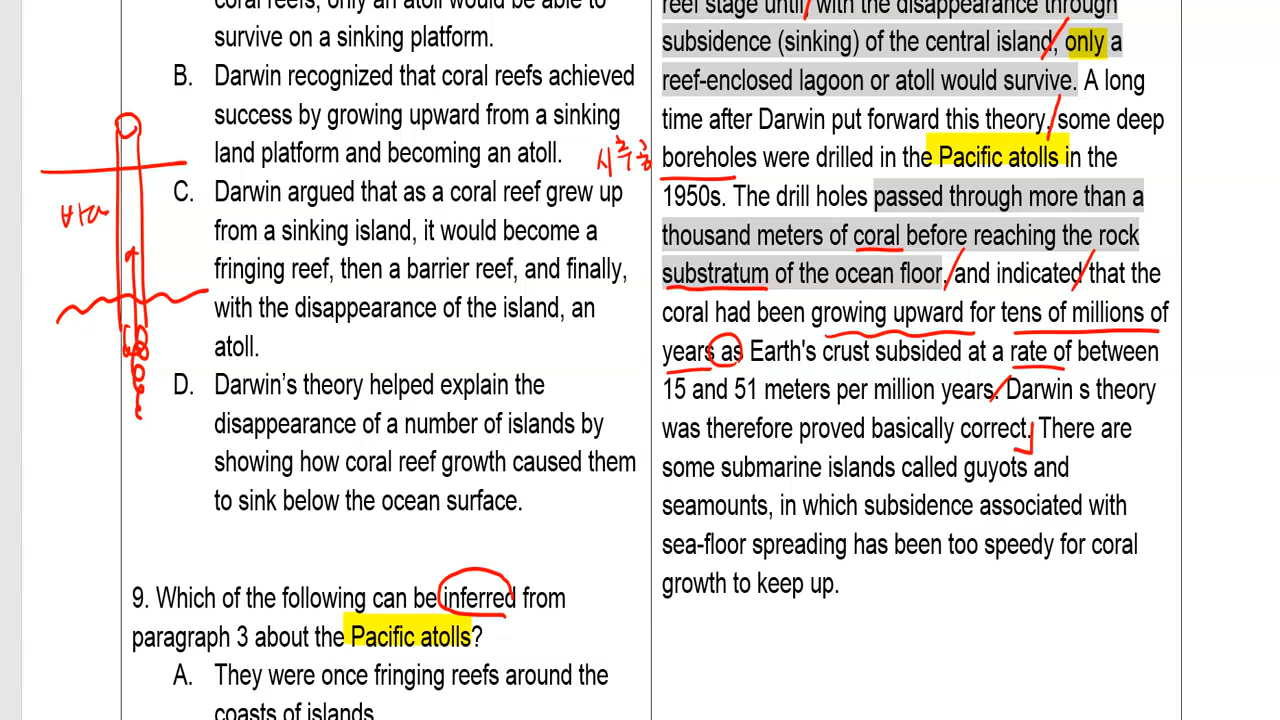 coral reefs, only an atoll would be able to
survive on a sinking platform.
B. Darwin recognized that coral reefs achieved
success by growing upward from a sinking
land platform and becoming an atoll.
C. Darwin argued that as a coral reef grew up
from a sinking island, it would become a
fringing reef, then a barrier reef, and finally,
with the disappearance of the island, an
atoll.
D. Darwin's theory helped explain the
disappearance of a number of islands by
showing how coral reef growth caused them
to sink below the ocean surface.
9. Which of the following can be inferred from
paragraph 3 about the Pacific atolls?
A. They were once fringing reefs around the
coasts of islands
바다
시추공
reef stage until, with the disappearance through
subsidence (sinking) of the central island, only a
reef-enclosed lagoon or atoll would survive. A long
time after Darwin put forward this theory, some deep
boreholes were drilled in the Pacific atolls in the
1950s. The drill holes passed through more than a
thousand meters of coral before reaching the rock
substratum of the ocean floor, and indicated that the
coral had been growing upward for tens of millions of
years as Earth's crust subsided at a rate of between
15 and 51 meters per million years. Darwin s theory
was therefore proved basically correct. There are
some submarine islands called guyots and
seamounts, in which subsidence associated with
sea-floor spreading has been too speedy for coral
growth to keep up.